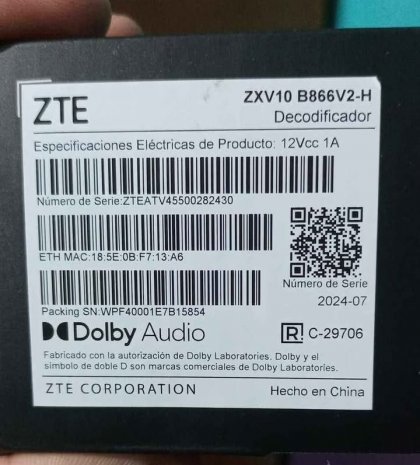 ZTE
ZXV10 B866V2-H
Decodificador
Especificaciones Eléctricas de Producto: 12Vcc 1A
Número de Serie:ZTEATV45500282430
ETH MAC:18:5E:0B:F7:13:A6
Número de Serie
2024-07
Packing SN:WPF40001E7B15854
Dolby Audio
R C-29706
Fabricado con la autorización de Dolby Laboratories. Dolby y el
símbolo de doble D son marcas comerciales de Dolby Laboratories.
ZTE CORPORATION
Hecho en China